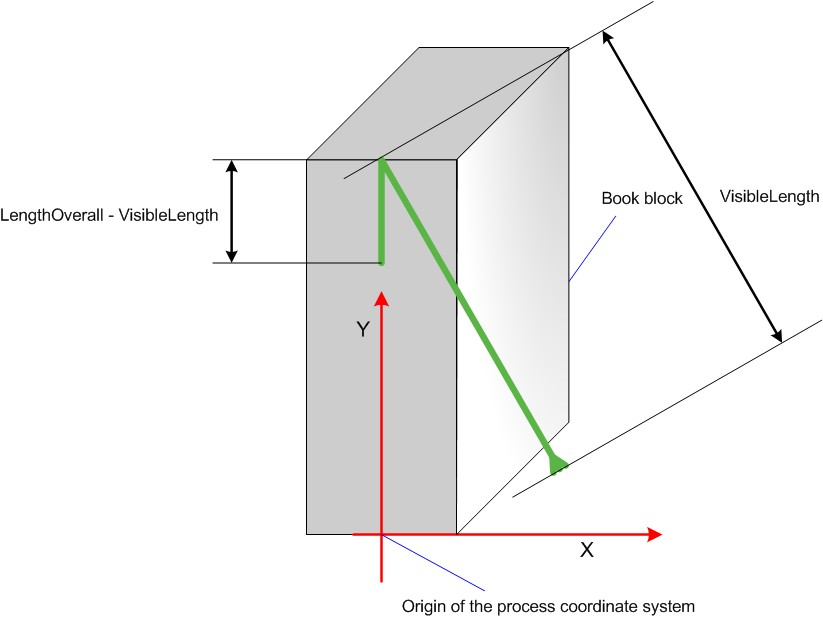 Book block
VisibleLength
LengthOverall - VisibleLength
Y
X
Origin of the process coordinate system